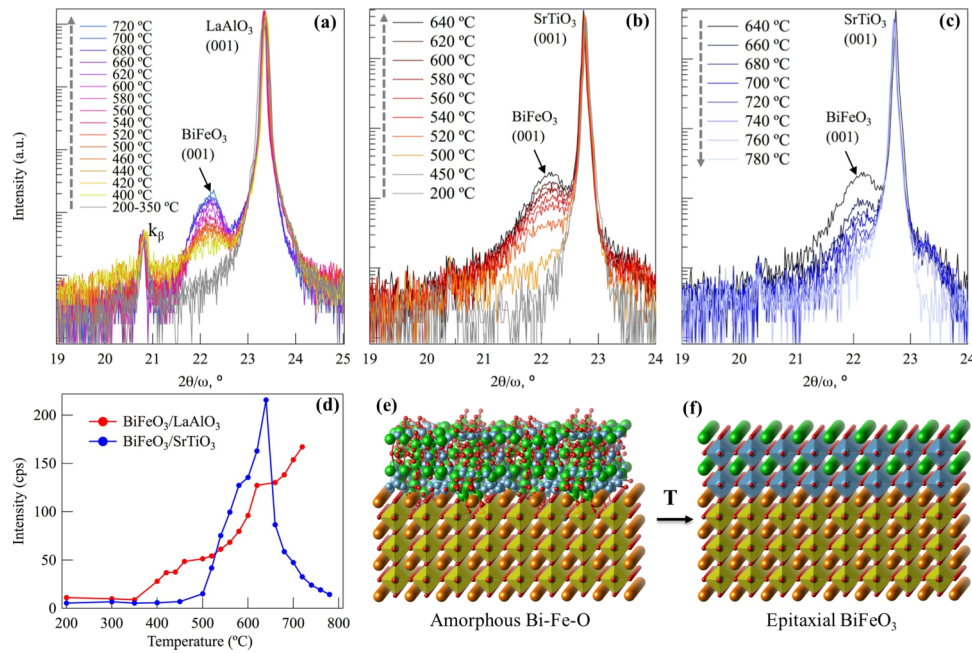 (a)
720 ºC
700 ºC
680 ºC
660 ºC
620 ºC
600 ºC
580 ºC
560 ºC
540 ºC
520 ºC
500 ºC
460 ºC
440 ºC
420 ºC
400 ºC
200-350 ºC
LaAlO₃
(001)
BiFeO₃
(001)
kᵦ
Intensity (a.u.)
19 20 21 22 23 24 25
2θ/ω, º
(b)
640 ºC
620 ºC
600 ºC
580 ºC
560 ºC
540 ºC
520 ºC
500 ºC
450 ºC
200 ºC
SrTiO₃
(001)
BiFeO₃
(001)
19 20 21 22 23 24
2θ/ω, º
(c)
640 ºC
660 ºC
680 ºC
700 ºC
720 ºC
740 ºC
760 ºC
780 ºC
SrTiO₃
(001)
BiFeO₃
(001)
19 20 21 22 23 24
2θ/ω, º
(d)
BiFeO₃/LaAlO₃
BiFeO₃/SrTiO₃
Intensity (cps)
200
150
100
50
0
200 300 400 500 600 700 800
Temperature (ºC)
(e)
Amorphous Bi-Fe-O
T
(f)
Epitaxial BiFeO₃